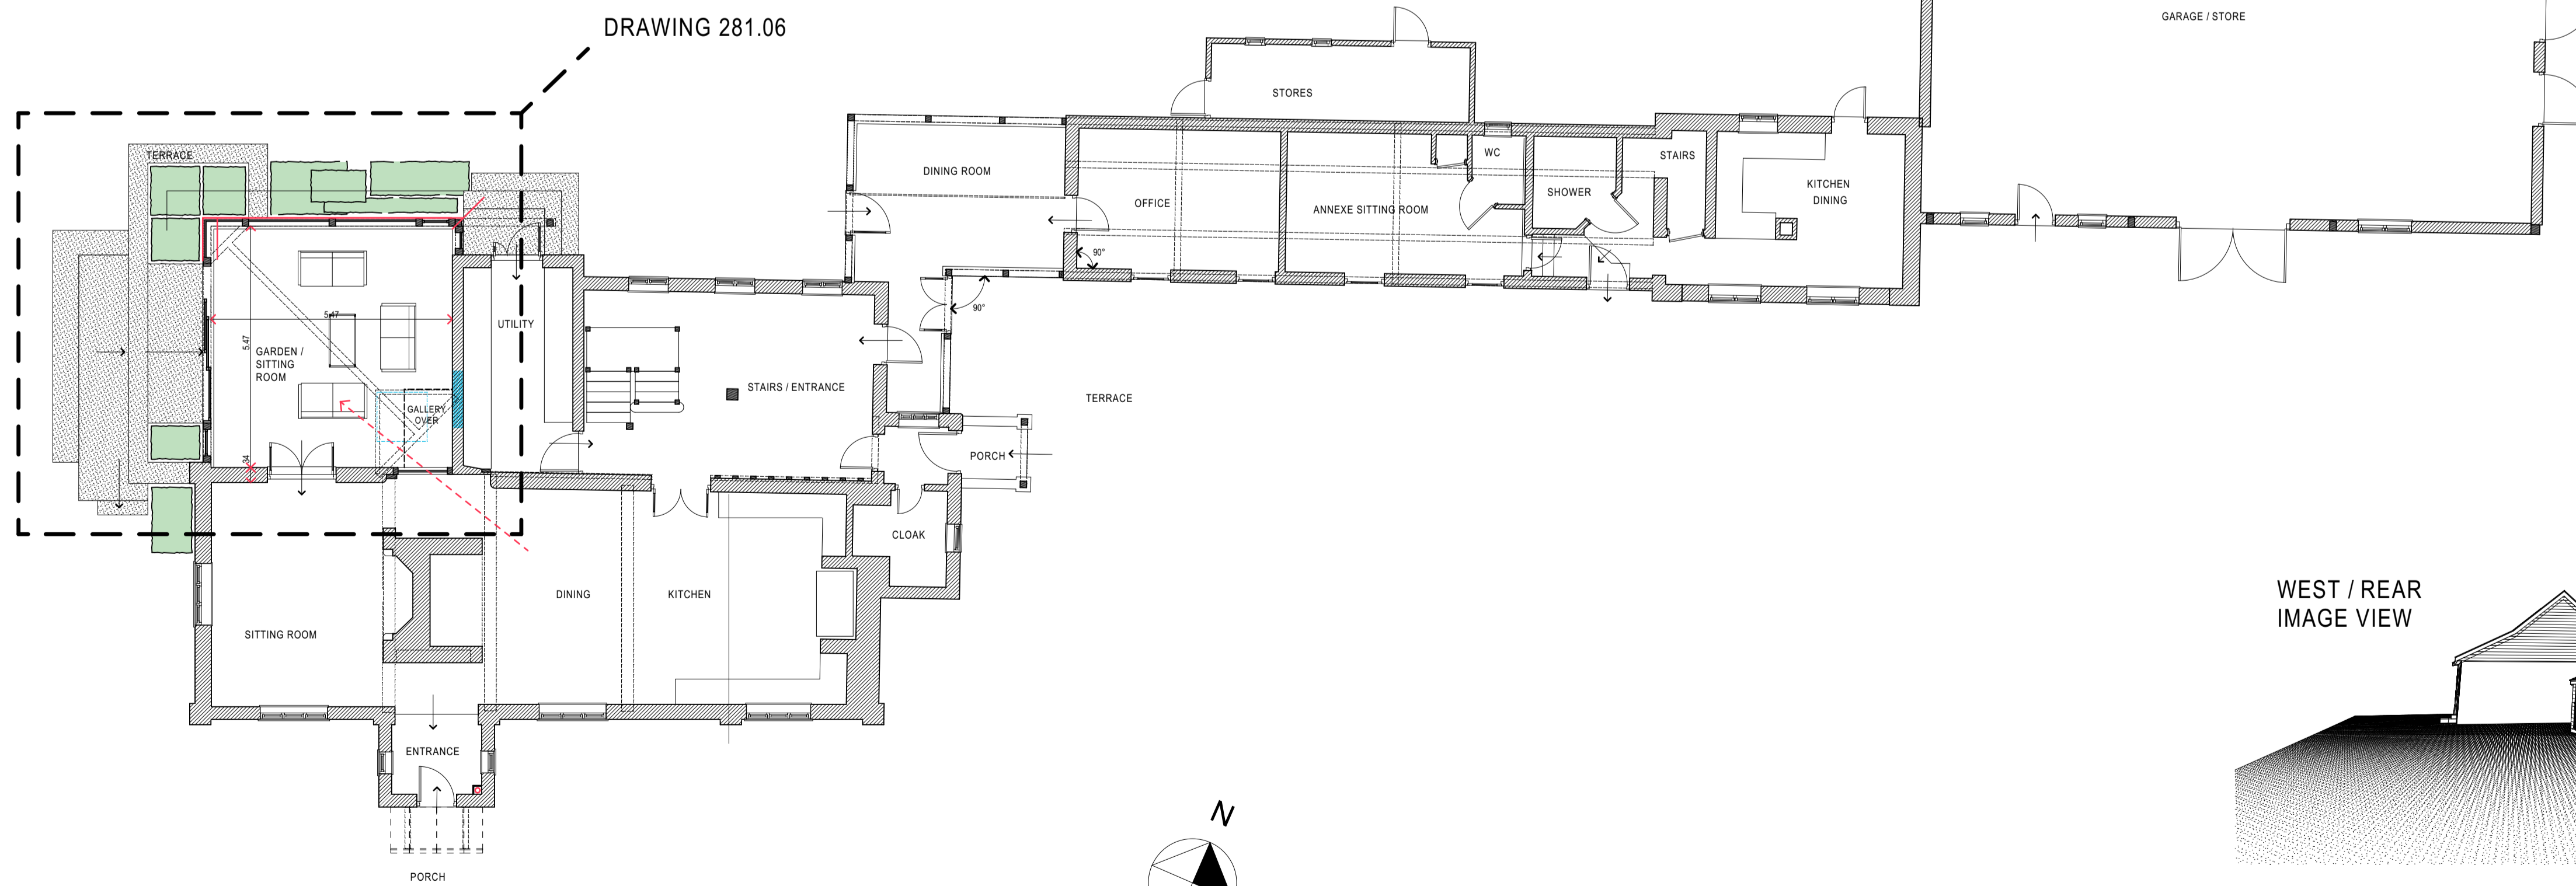 DRAWING 281.06
GARAGE / STORE
STORES
TERRACE
DINING ROOM
OFFICE
ANNEXE SITTING ROOM
WC
SHOWER
STAIRS
KITCHEN
DINING
90°
90°
5.47
5.47
GARDEN /
SITTING
ROOM
UTILITY
STAIRS / ENTRANCE
GALLERY
OVER
TERRACE
34
PORCH
CLOAK
SITTING ROOM
DINING
KITCHEN
WEST / REAR
IMAGE VIEW
ENTRANCE
N
PORCH